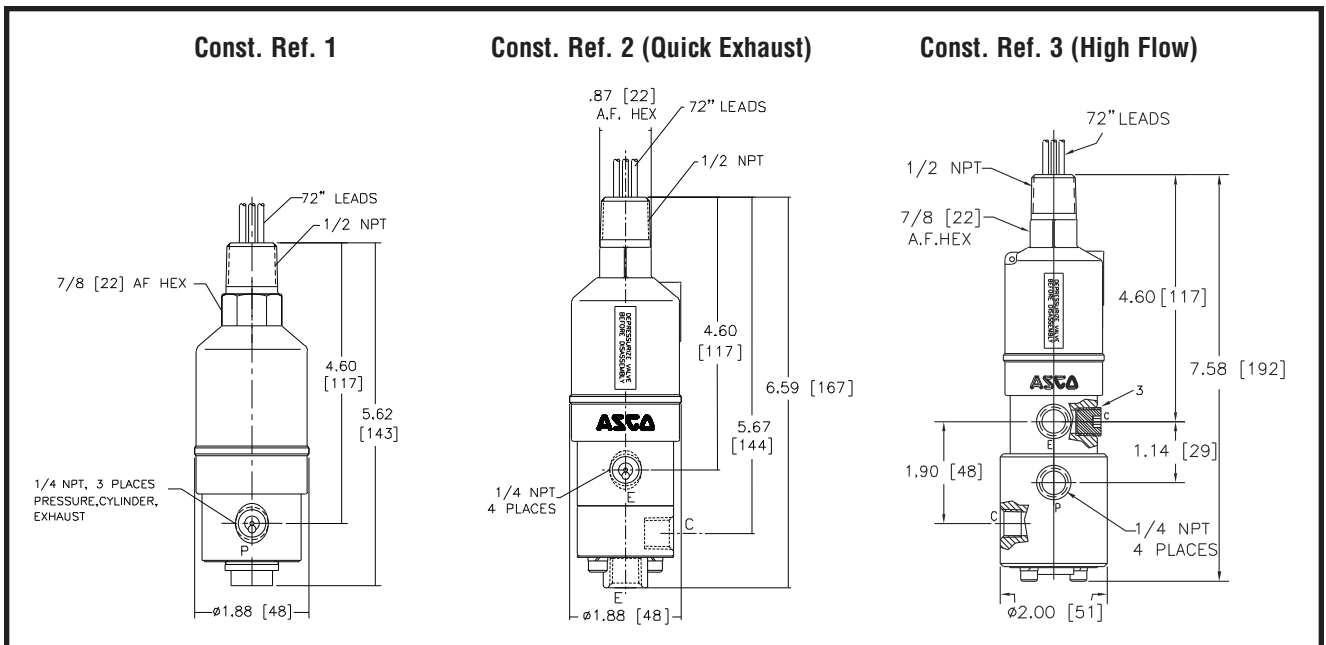 Const. Ref. 1
72" LEADS
1/2 NPT
7/8 [22] AF HEX
4.60
[117]
5.62
[143]
1/4 NPT, 3 PLACES
PRESSURE,CYLINDER,
EXHAUST
P
ø1.88 [48]
Const. Ref. 2 (Quick Exhaust)
.87 [22]
A.F. HEX
72" LEADS
1/2 NPT
DEPRESSURIZE VALVE
BEFORE DISASSEMBLY
4.60
[117]
6.59 [167]
ASCO
5.67
[144]
1/4 NPT
4 PLACES
E
C
E
ø1.88 [48]
Const. Ref. 3 (High Flow)
72" LEADS
1/2 NPT
7/8 [22]
A.F.HEX
DEPRESSURIZE VALVE
BEFORE DISASSEMBLY
4.60 [117]
7.58 [192]
ASCO
3
C
E
1.90 [48]
1.14 [29]
P
C
1/4 NPT
4 PLACES
ø2.00 [51]